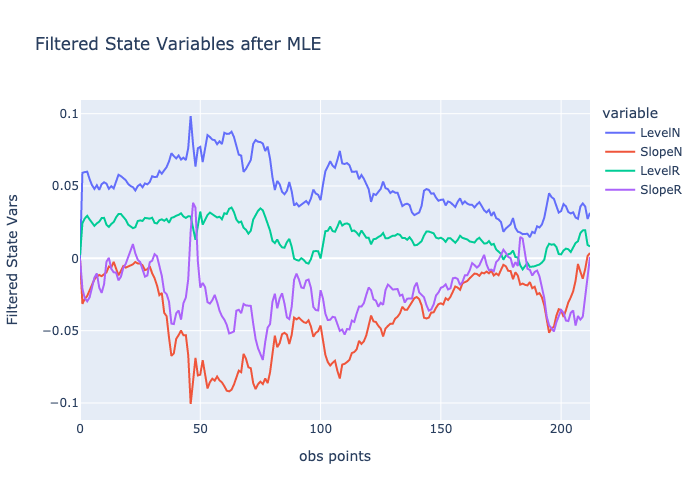 Filtered State Variables after MLE
variable
LevelN
SlopeN
LevelR
SlopeR
Filtered State Vars
0.1
0.05
0
−0.05
−0.1
0
50
100
150
200
obs points